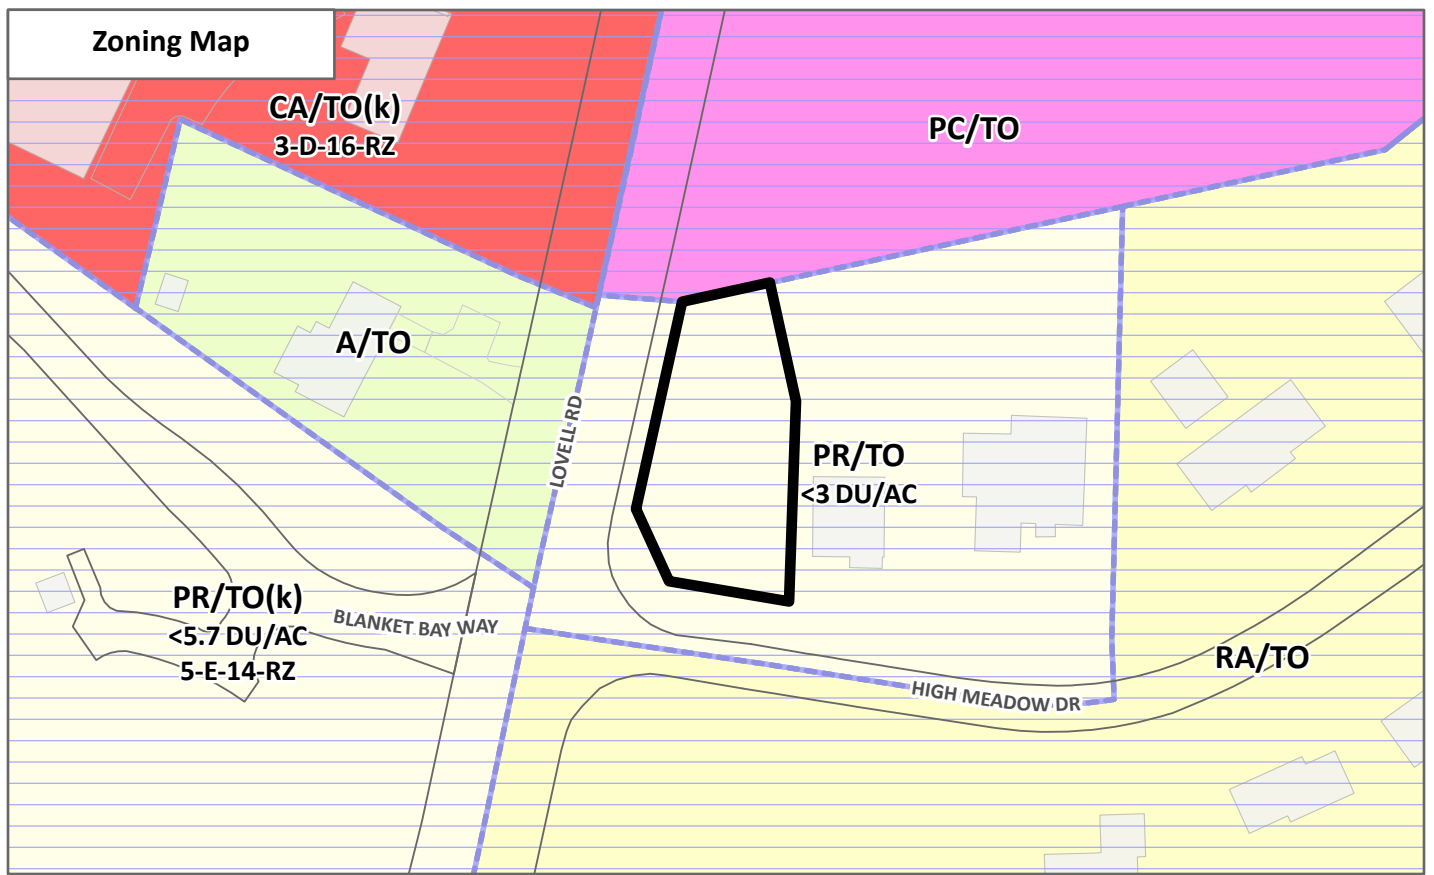 Zoning Map
CA/TO(k)
3-D-16-RZ
PC/TO
A/TO
LOVELL RD
PR/TO
<3 DU/AC
PR/TO(k)
<5.7 DU/AC
5-E-14-RZ
BLANKET BAY WAY
RA/TO
HIGH MEADOW DR